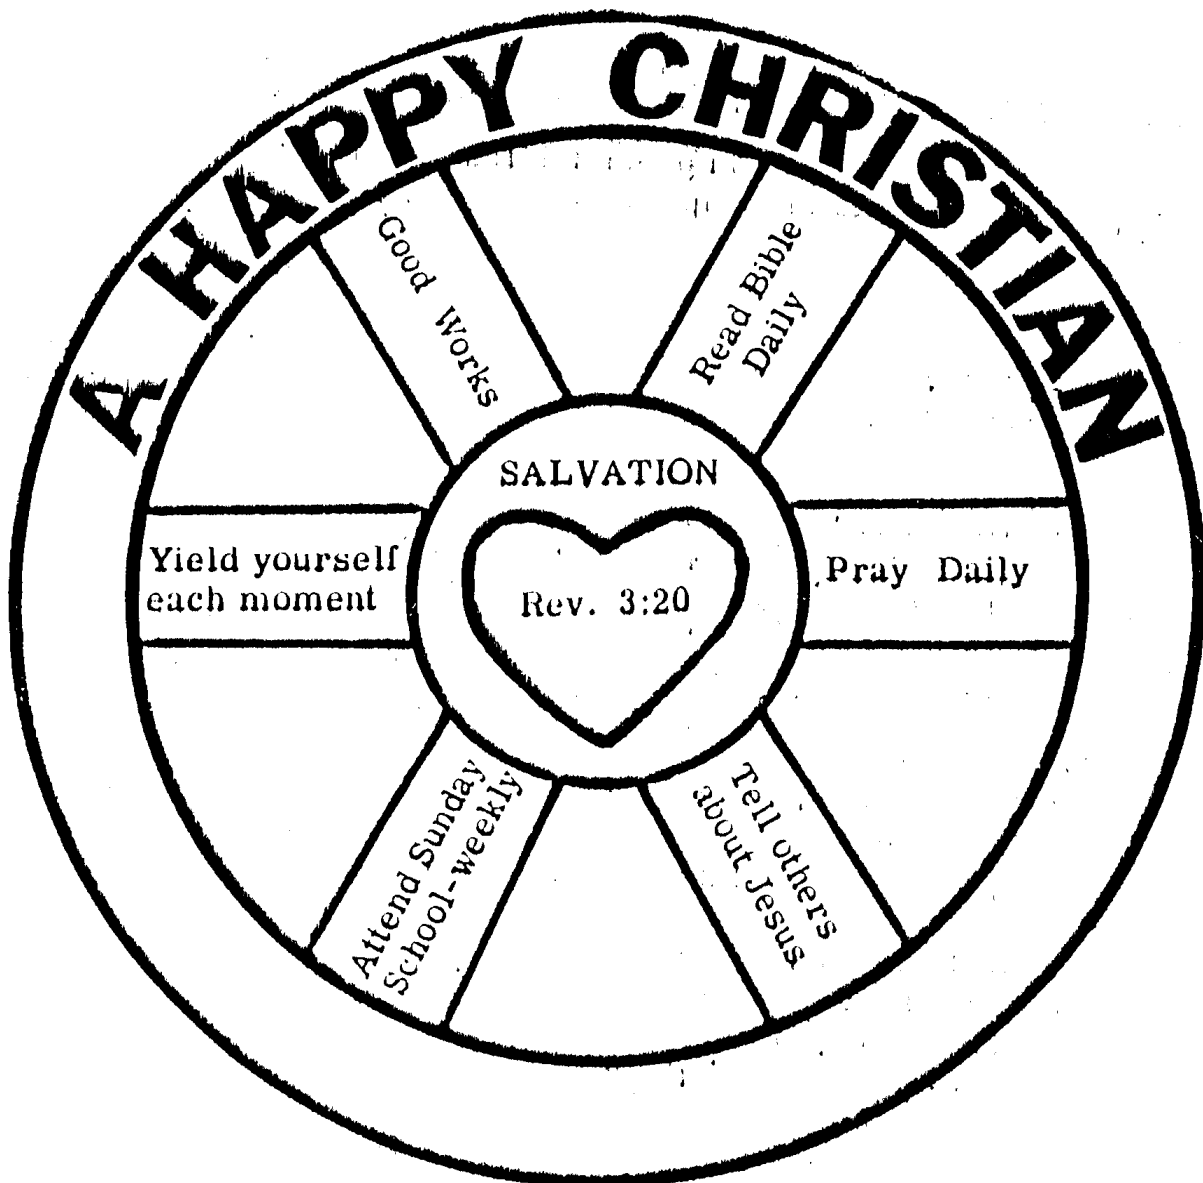 A HAPPY CHRISTIAN
Good Works
Read Bible
Daily
SALVATION
Rev. 3:20
Yield yourself
each moment
Pray Daily
Attend Sunday
School-weekly
Tell others
about Jesus